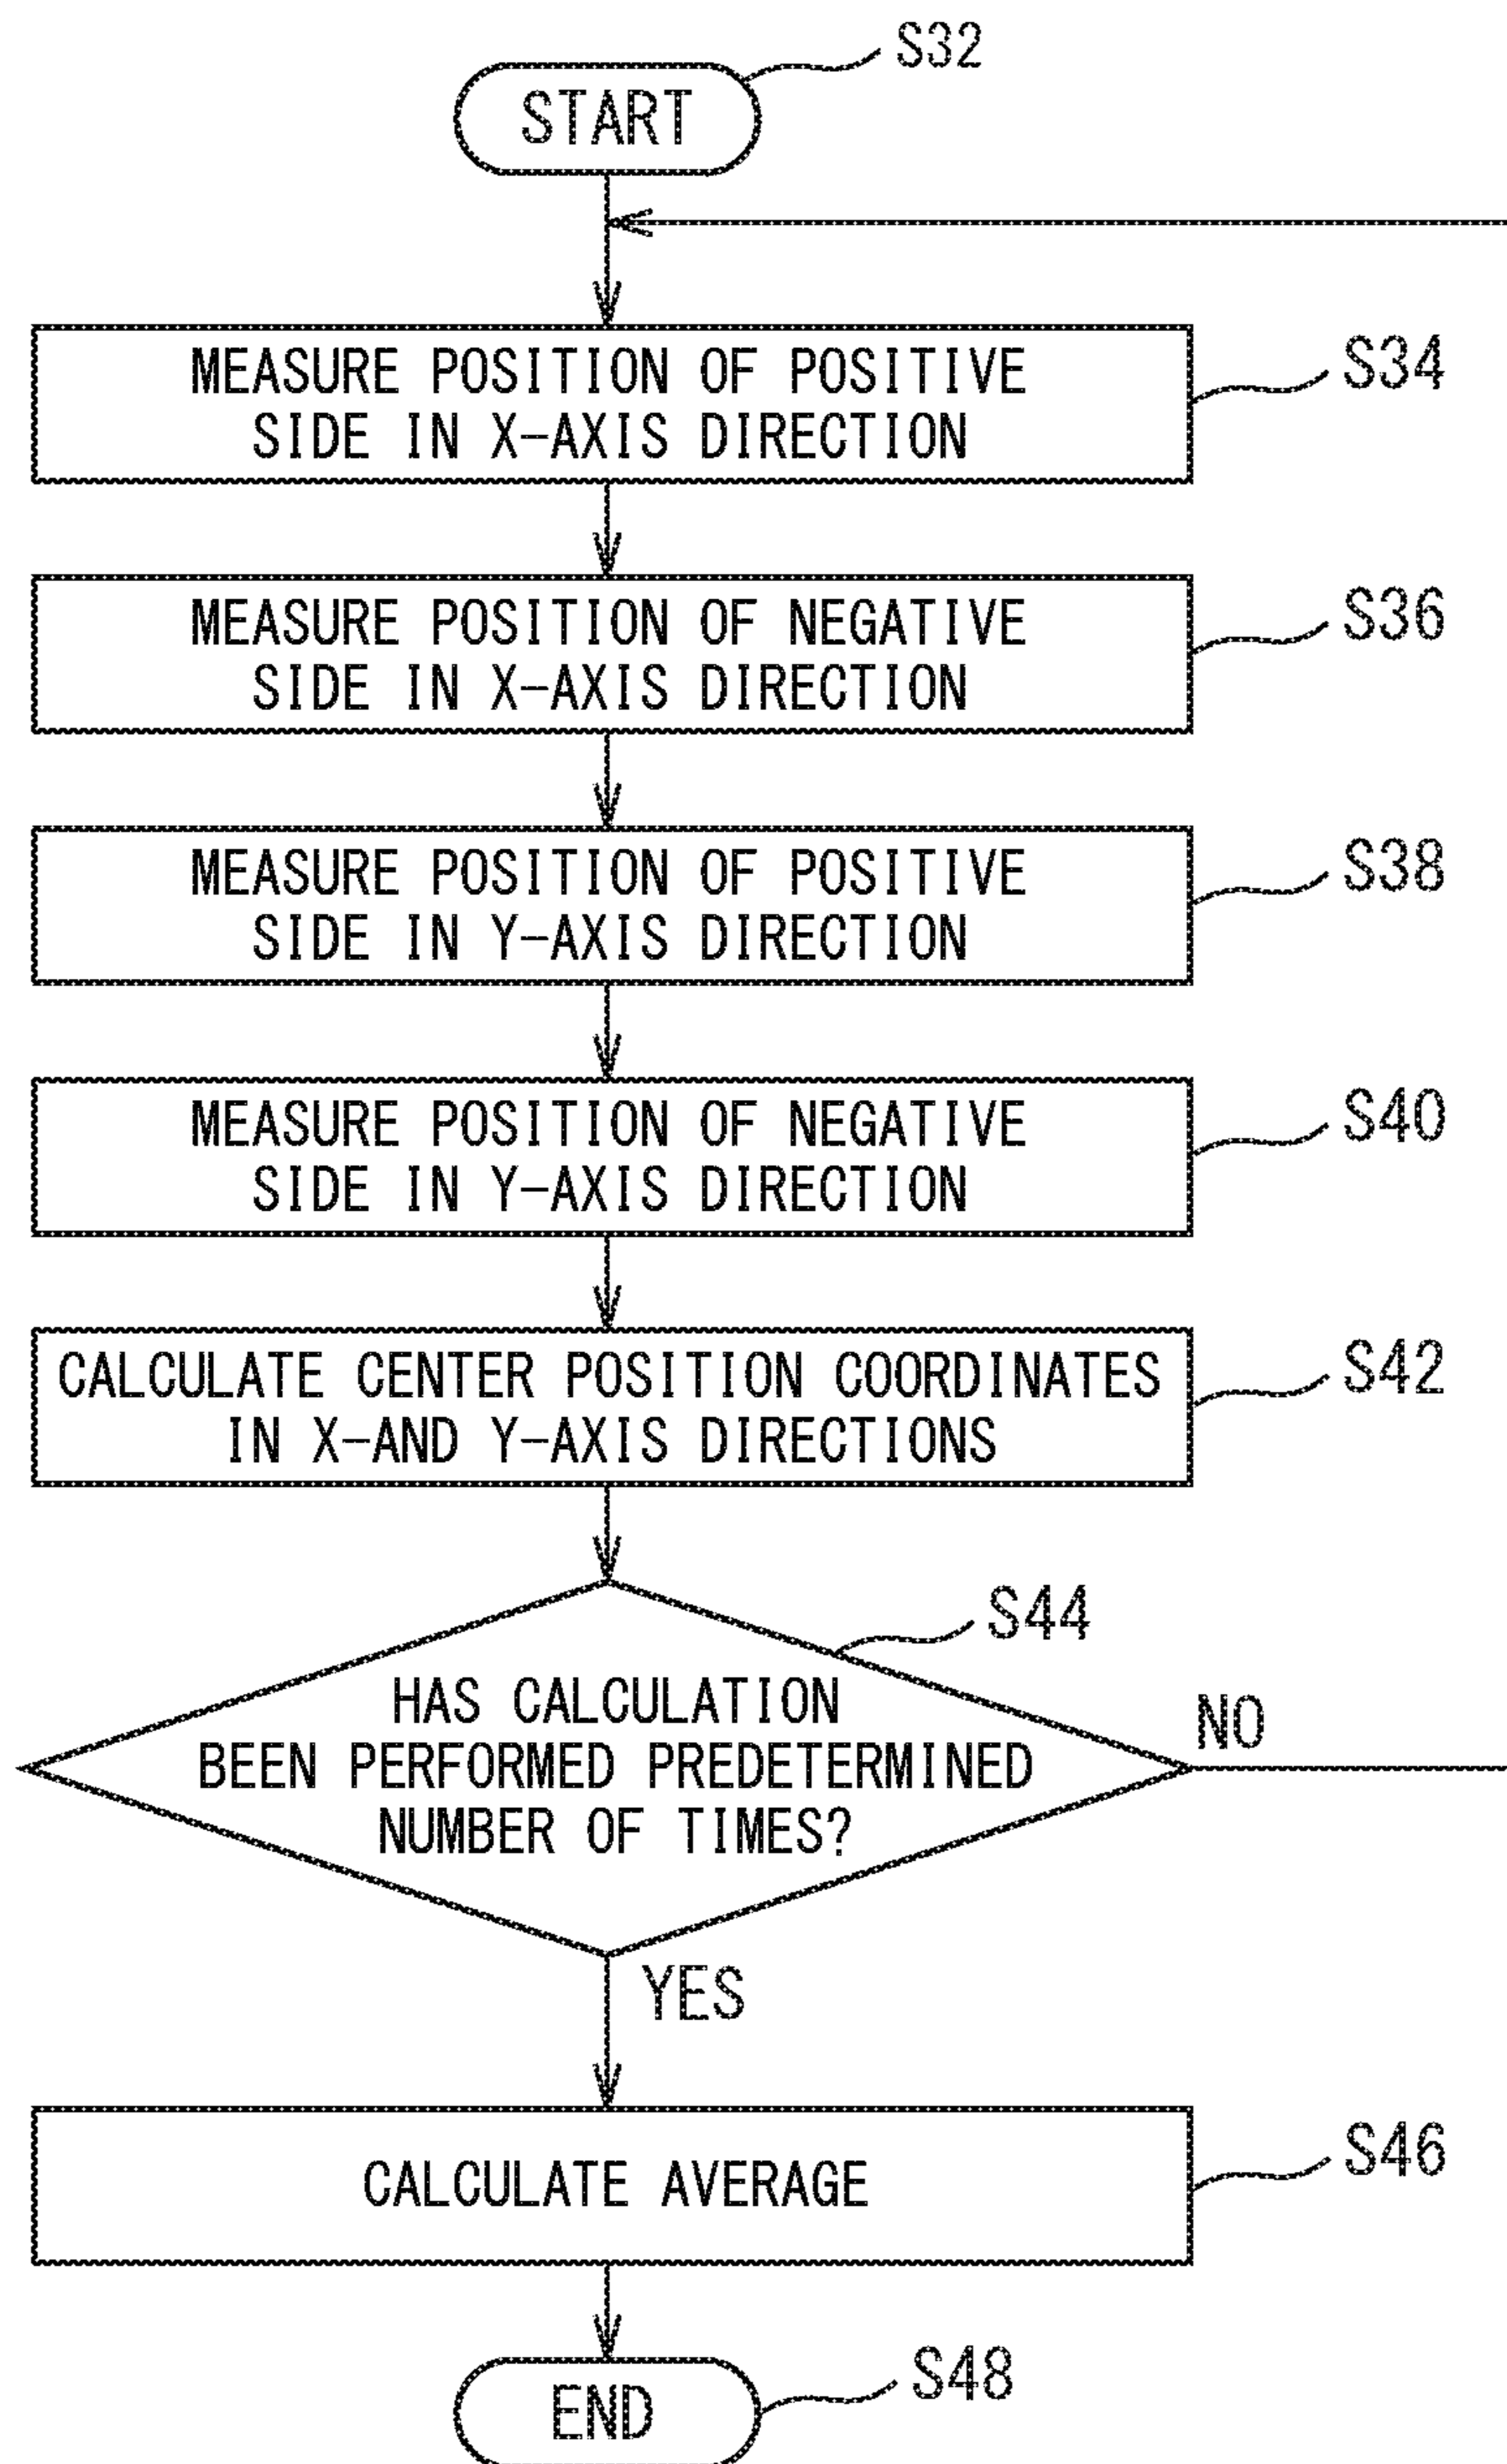 S32
START
MEASURE POSITION OF POSITIVE
SIDE IN X-AXIS DIRECTION
S34
MEASURE POSITION OF NEGATIVE
SIDE IN X-AXIS DIRECTION
S36
MEASURE POSITION OF POSITIVE
SIDE IN Y-AXIS DIRECTION
S38
MEASURE POSITION OF NEGATIVE
SIDE IN Y-AXIS DIRECTION
S40
CALCULATE CENTER POSITION COORDINATES
IN X-AND Y-AXIS DIRECTIONS
S42
S44
HAS CALCULATION
BEEN PERFORMED PREDETERMINED
NUMBER OF TIMES?
NO
YES
CALCULATE AVERAGE
S46
END
S48